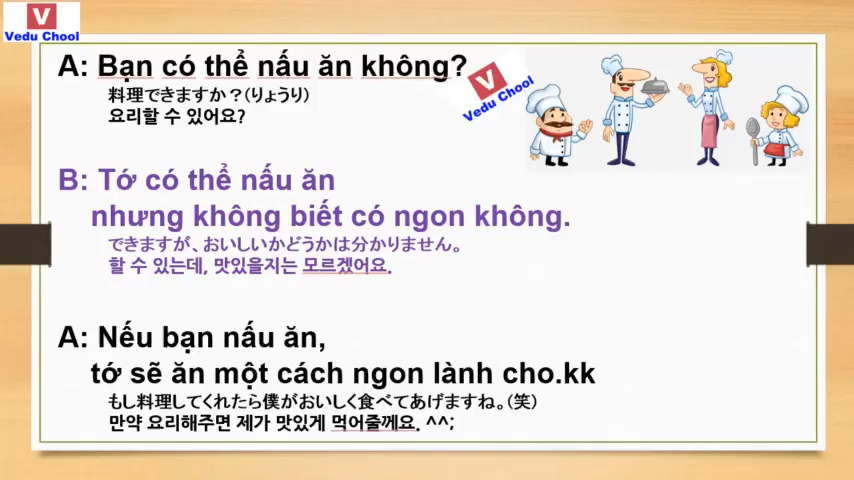 V
Vedu Chool
A: Bạn có thể nấu ăn không?
料理できますか？(りょうり)
요리할 수 있어요?
V
Vedu Chool
B: Tớ có thể nấu ăn
nhưng không biết có ngon không.
できますが、おいしいかどうかは分かりません。
할 수 있는데, 맛있을지는 모르겠어요.
A: Nếu bạn nấu ăn,
tớ sẽ ăn một cách ngon lành cho.kk
もし料理してくれたら僕がおいしく食べてあげますね。(笑)
만약 요리해주면 제가 맛있게 먹어줄께요. ^^;